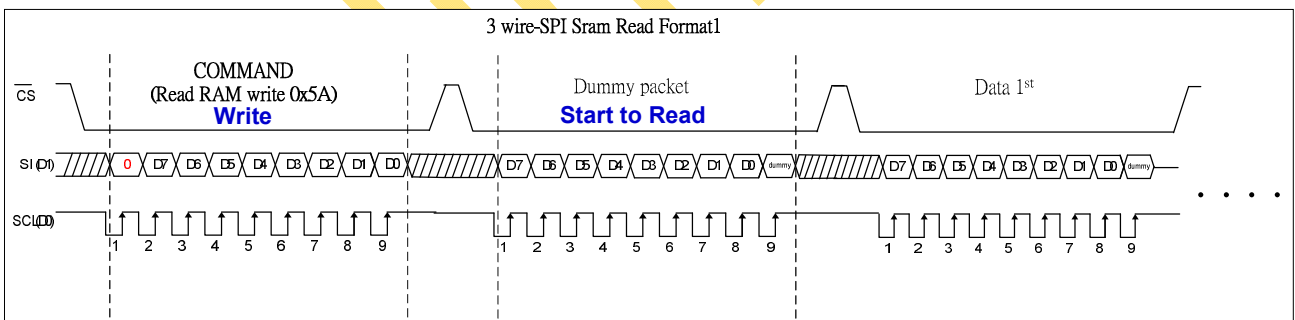 3 wire-SPI Sram Read Format1
COMMAND
(Read RAM write 0x5A)
Write
Dummy packet
Start to Read
Data 1st
CS
SI (D1) 0 D7 D6 D5 D4 D3 D2 D1 D0 D7 D6 D5 D4 D3 D2 D1 D0 dummy D7 D6 D5 D4 D3 D2 D1 D0 dummy
SCL(D0)
1 2 3 4 5 6 7 8 9 1 2 3 4 5 6 7 8 9 1 2 3 4 5 6 7 8 9
. . . .